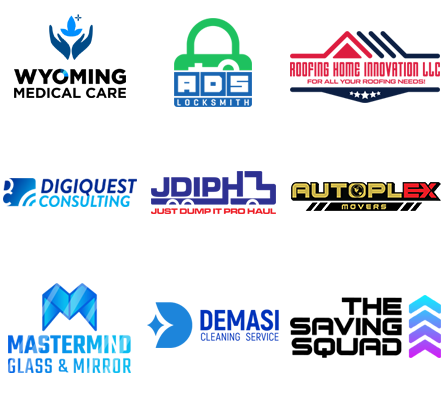 WYOMING
MEDICAL CARE
ADS
LOCKSMITH
ROOFING HOME INNOVATION LLC
FOR ALL YOUR ROOFING NEEDS!
DIGIQUEST
CONSULTING
JDIPH
JUST DUMP IT PRO HAUL
AUTOPLEX
MOVERS
MASTERMIND
GLASS & MIRROR
DEMASI
CLEANING SERVICE
THE
SAVING
SQUAD